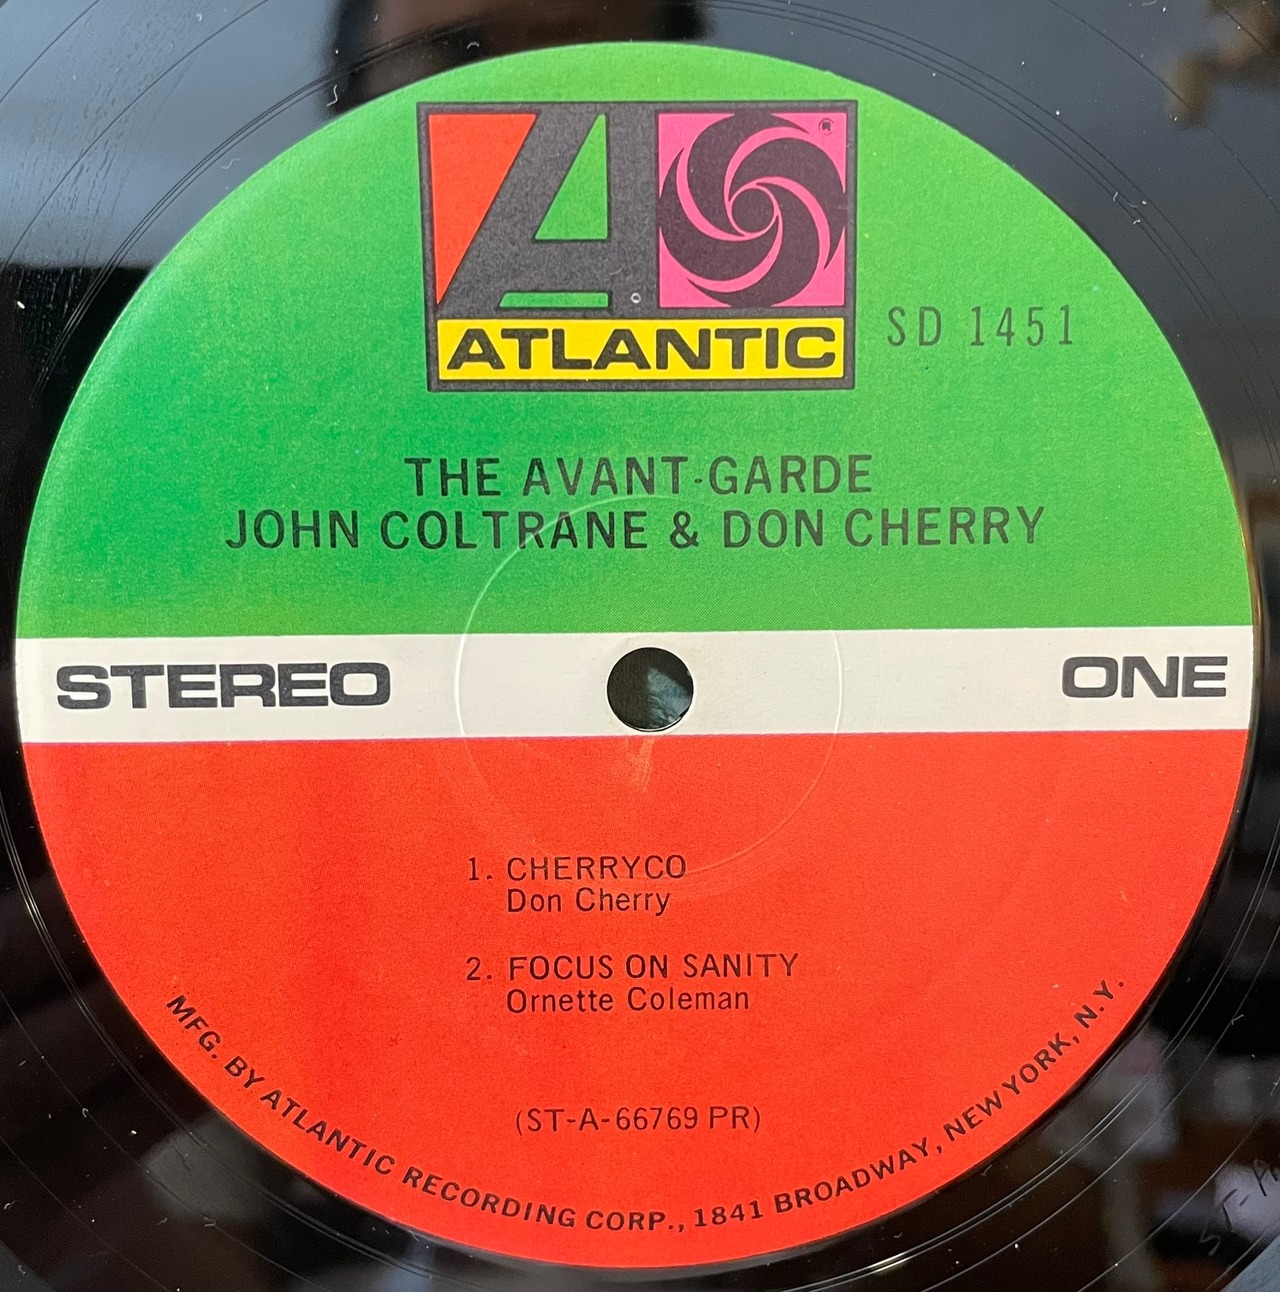 ATLANTIC
®
SD 1451
THE AVANT-GARDE
JOHN COLTRANE & DON CHERRY
STEREO
ONE
1. CHERRYCO
Don Cherry
2. FOCUS ON SANITY
Ornette Coleman
(ST-A-66769 PR)
MFG. BY ATLANTIC RECORDING CORP., 1841 BROADWAY, NEW YORK, N.Y.